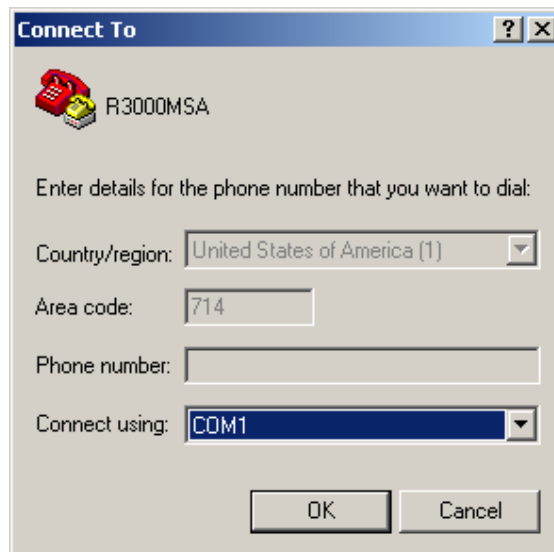 Connect To
R3000MSA
Enter details for the phone number that you want to dial:
Country/region: United States of America (1)
Area code: 714
Phone number:
Connect using: COM1
OK Cancel